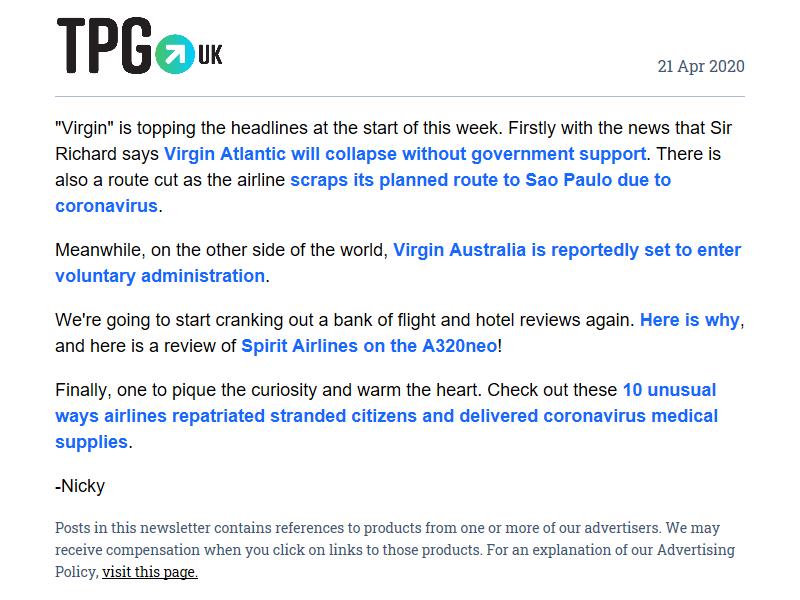 TPG UK
21 Apr 2020
"Virgin" is topping the headlines at the start of this week. Firstly with the news that Sir
Richard says Virgin Atlantic will collapse without government support. There is
also a route cut as the airline scraps its planned route to Sao Paulo due to
coronavirus.
Meanwhile, on the other side of the world, Virgin Australia is reportedly set to enter
voluntary administration.
We're going to start cranking out a bank of flight and hotel reviews again. Here is why,
and here is a review of Spirit Airlines on the A320neo!
Finally, one to pique the curiosity and warm the heart. Check out these 10 unusual
ways airlines repatriated stranded citizens and delivered coronavirus medical
supplies.
-Nicky
Posts in this newsletter contains references to products from one or more of our advertisers. We may
receive compensation when you click on links to those products. For an explanation of our Advertising
Policy, visit this page.